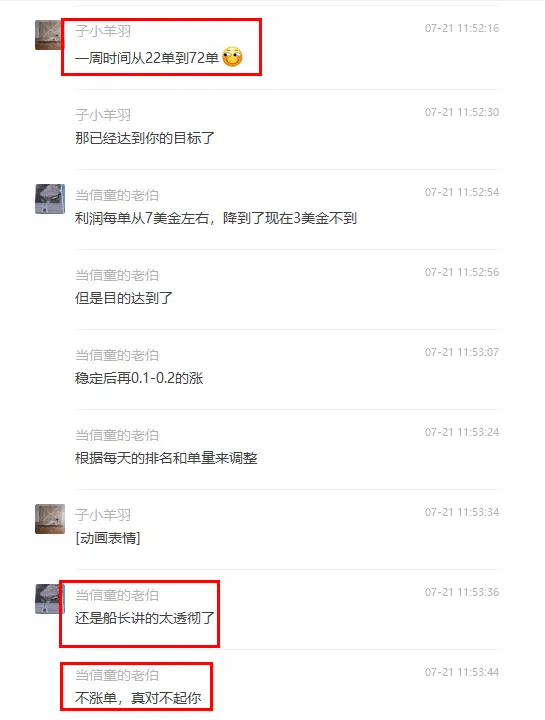 子小羊羽
07-21 11:52:16
一周时间从22单到72单
子小羊羽
07-21 11:52:30
那已经达到你的目标了
当信童的老伯
07-21 11:52:54
利润每单从7美金左右，降到了现在3美金不到
当信童的老伯
07-21 11:52:56
但是目的达到了
当信童的老伯
07-21 11:53:07
稳定后再0.1-0.2的涨
当信童的老伯
07-21 11:53:24
根据每天的排名和单量来调整
子小羊羽
07-21 11:53:34
[动画表情]
当信童的老伯
07-21 11:53:36
还是船长讲的太透彻了
当信童的老伯
07-21 11:53:44
不涨单，真对不起你